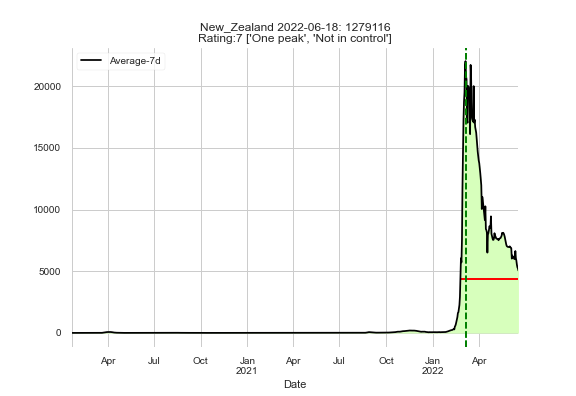 New_Zealand 2022-06-18: 1279116
Rating:7 ['One peak', 'Not in control']
Average-7d
20000
15000
10000
5000
0
Apr Jul Oct Jan Apr Jul Oct Jan Apr
2021 2022
Date